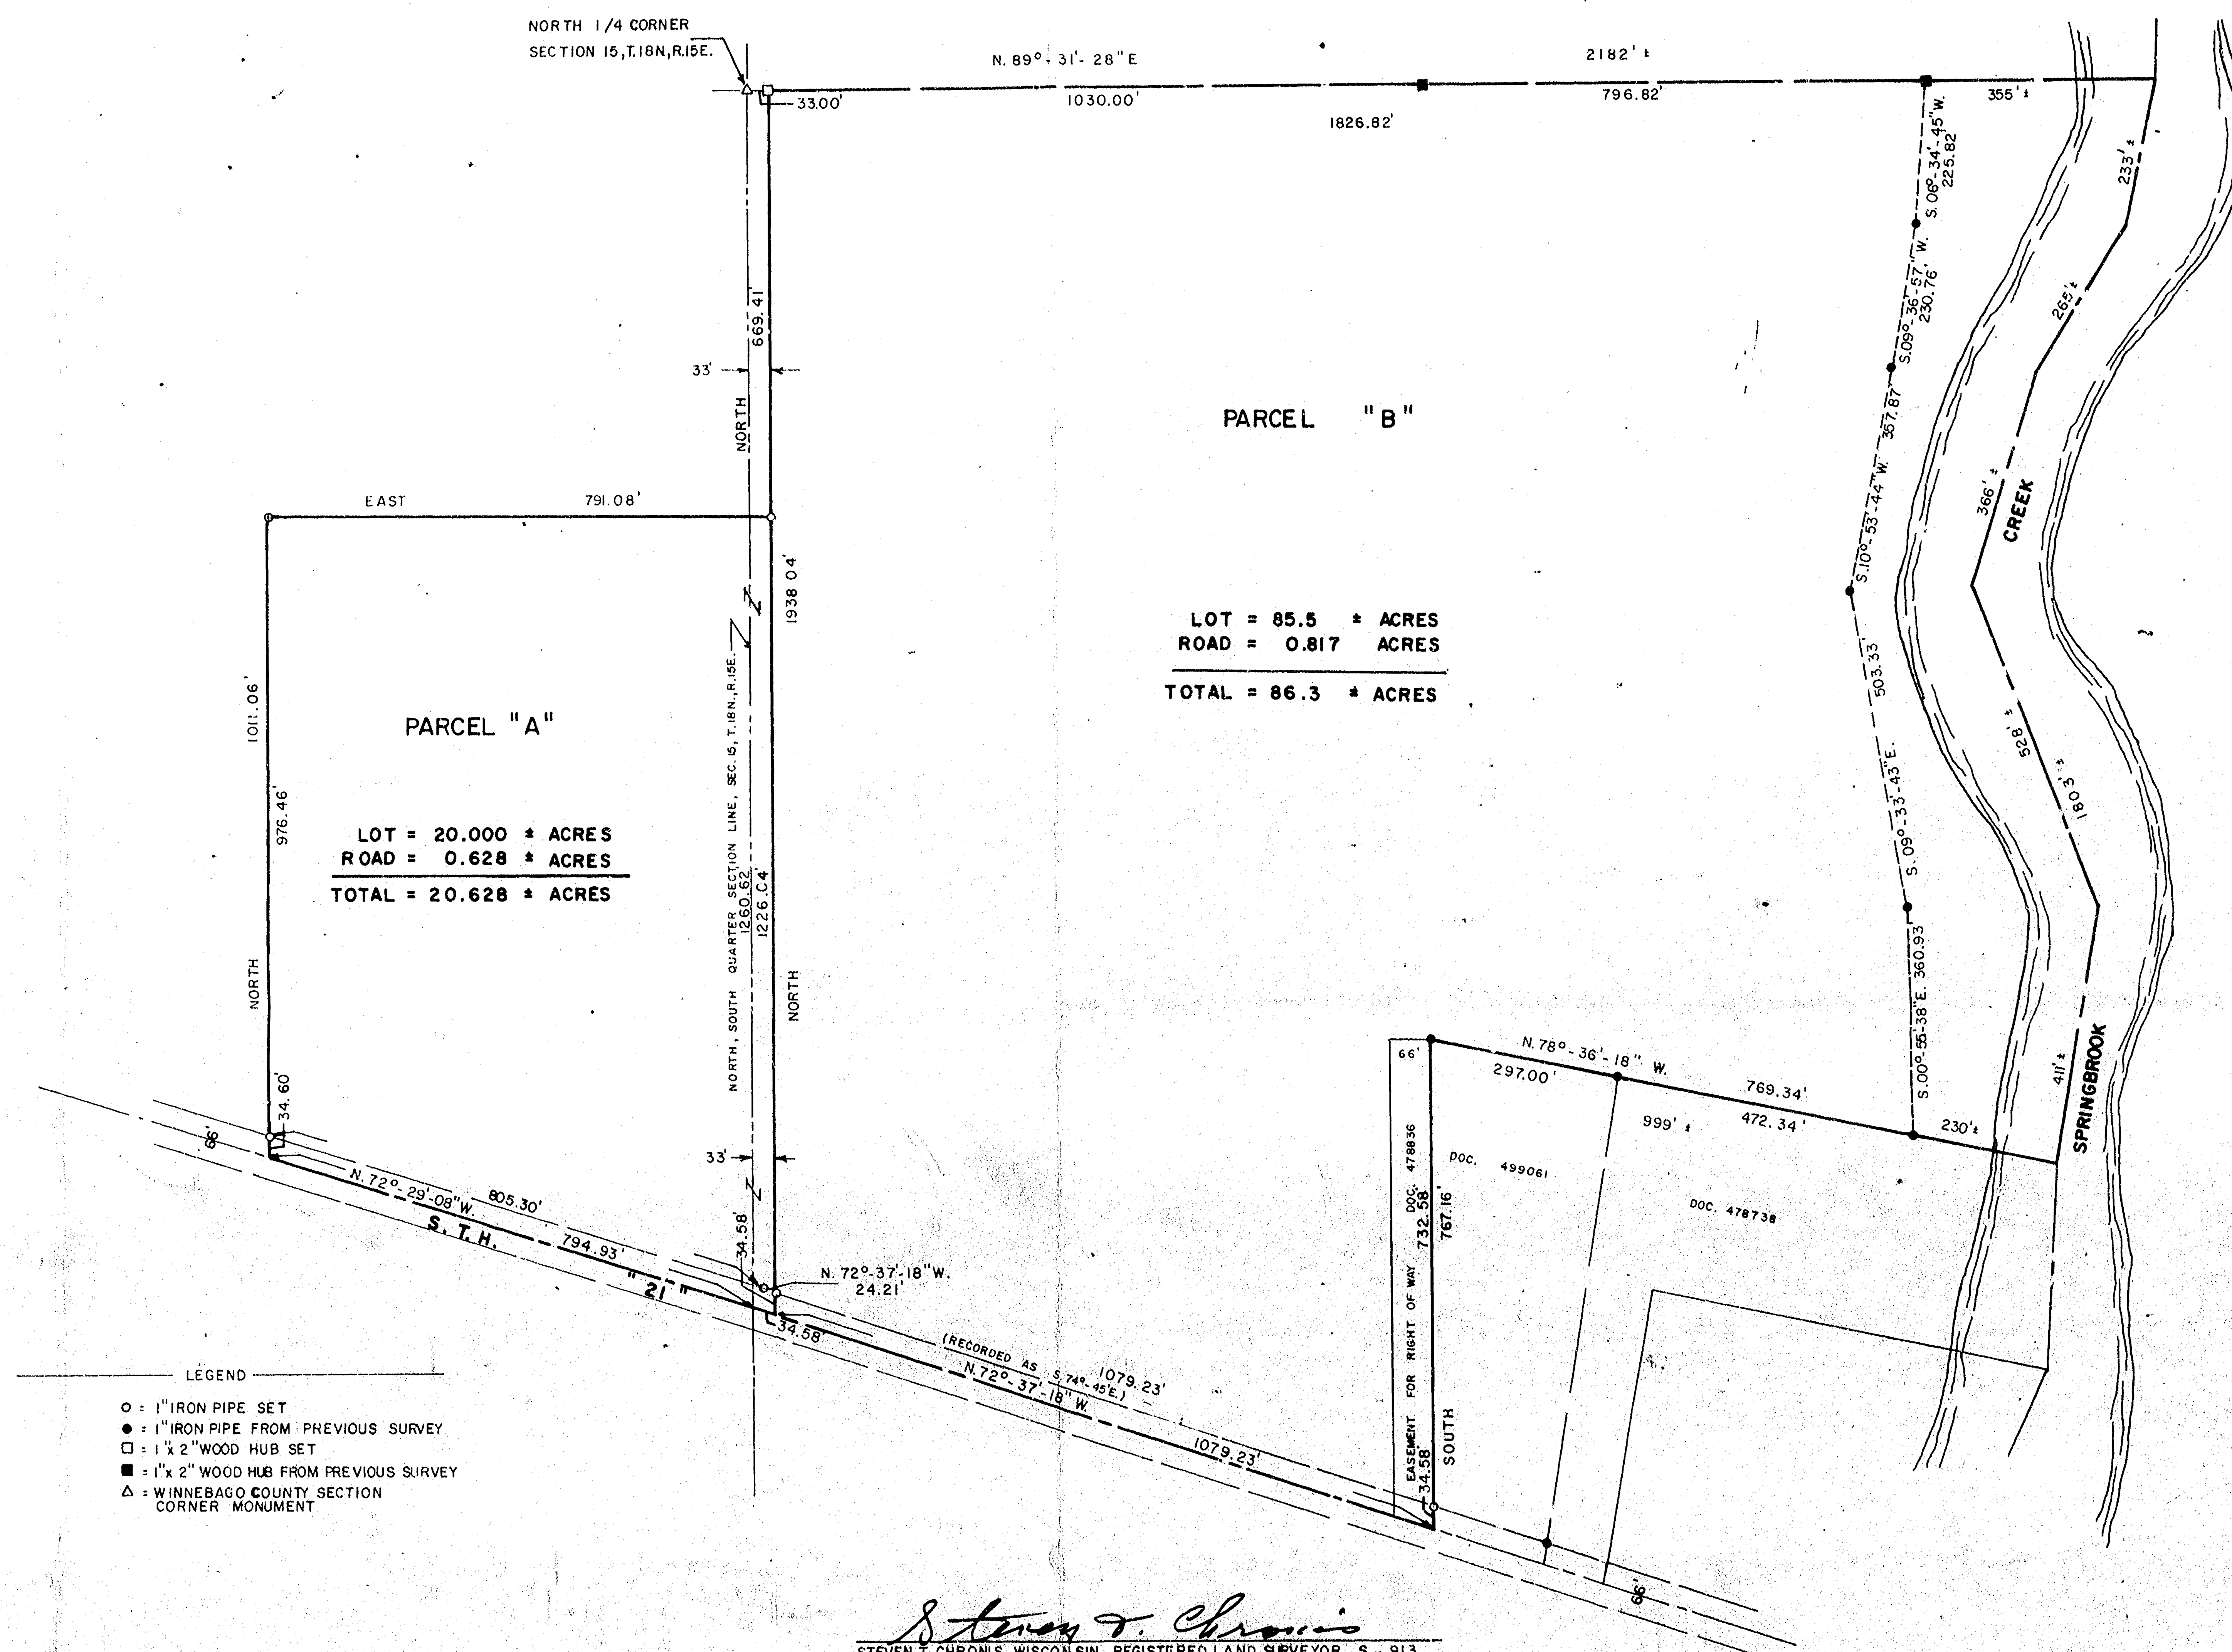 NORTH 1/4 CORNER
SECTION 15, T.18N, R.15E.
N. 89°- 31'- 28" E
2182' ±
33.00'
1030.00'
796.82'
355' ±
1826.82'
S. 06°-34'-45" W.
225.82
233' ±
S.09°-36'-57" W.
230.76'
265' ±
669.41'
33'
NORTH
PARCEL "B"
S.10°-53'-44" W. 357.87'
366' ±
CREEK
EAST 791.08'
1938 04'
LOT = 85.5 ± ACRES
ROAD = 0.817 ACRES
TOTAL = 86.3 ± ACRES
503.33'
S. 09°-33'-43" E.
528' ±
1803' ±
1011.06'
976.46'
NORTH
34.60'
PARCEL "A"
LOT = 20.000 ± ACRES
ROAD = 0.628 ± ACRES
TOTAL = 20.628 ± ACRES
NORTH, SOUTH QUARTER SECTION LINE, SEC. 15, T.18N., R.15E.
1260.62
1226.04'
NORTH
S.00°-55'-38" E. 360.93'
411' ±
SPRINGBROOK
66'
N. 78°-36'-18" W.
297.00'
769.34'
999' ±
472.34'
230' ±
DOC. 499061
DOC. 478738
EASEMENT FOR RIGHT OF WAY DOC. 478836
732.58'
767.16'
SOUTH
34.58'
66'
33'
34.58'
N. 72°-29'-08" W.
805.30'
S. T. H.
794.93'
" 21 "
N. 72°-37'-18" W.
24.21'
34.58'
(RECORDED AS S. 74°-45'E.)
1079.23'
N. 72°-37'-18" W.
1079.23'
66'
LEGEND
○ = 1" IRON PIPE SET
● = 1" IRON PIPE FROM PREVIOUS SURVEY
□ = 1"x 2" WOOD HUB SET
■ = 1"x 2" WOOD HUB FROM PREVIOUS SURVEY
△ = WINNEBAGO COUNTY SECTION
CORNER MONUMENT
Steven T. Chronis
STEVEN T. CHRONIS, WISCONSIN REGISTERED LAND SURVEYOR, S - 913